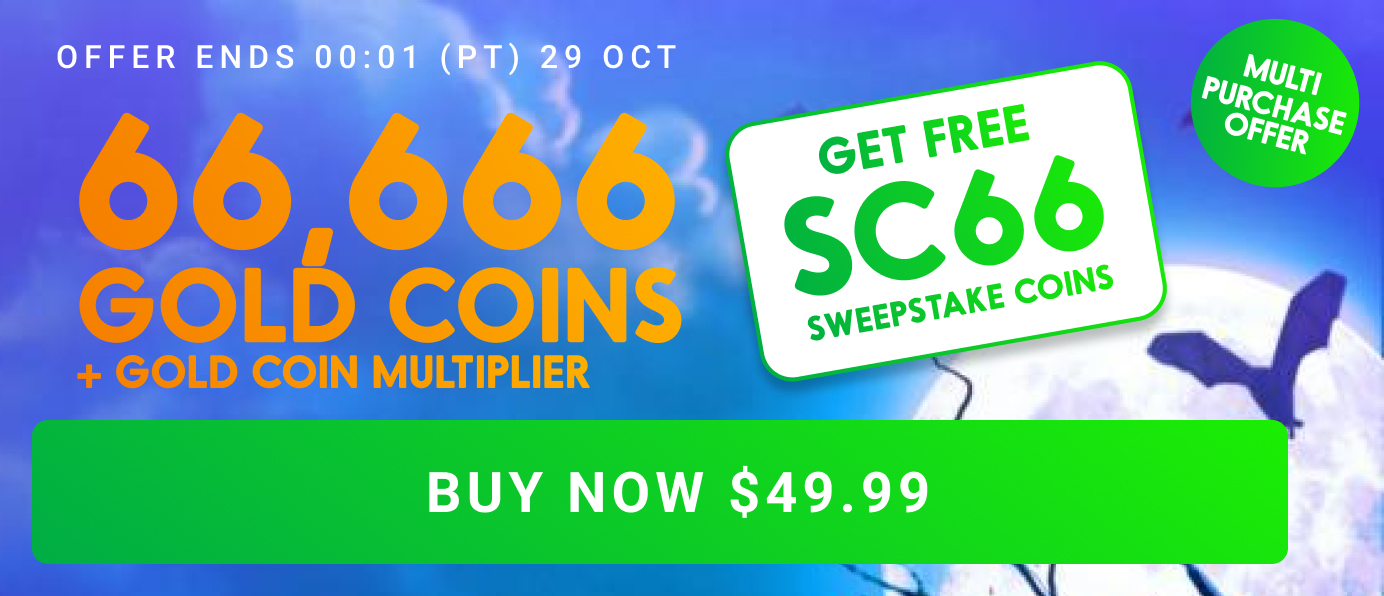 OFFER ENDS 00:01 (PT) 29 OCT
66,666
GOLD COINS
+ GOLD COIN MULTIPLIER
GET FREE
SC66
SWEEPSTAKE COINS
MULTI
PURCHASE
OFFER
BUY NOW $49.99